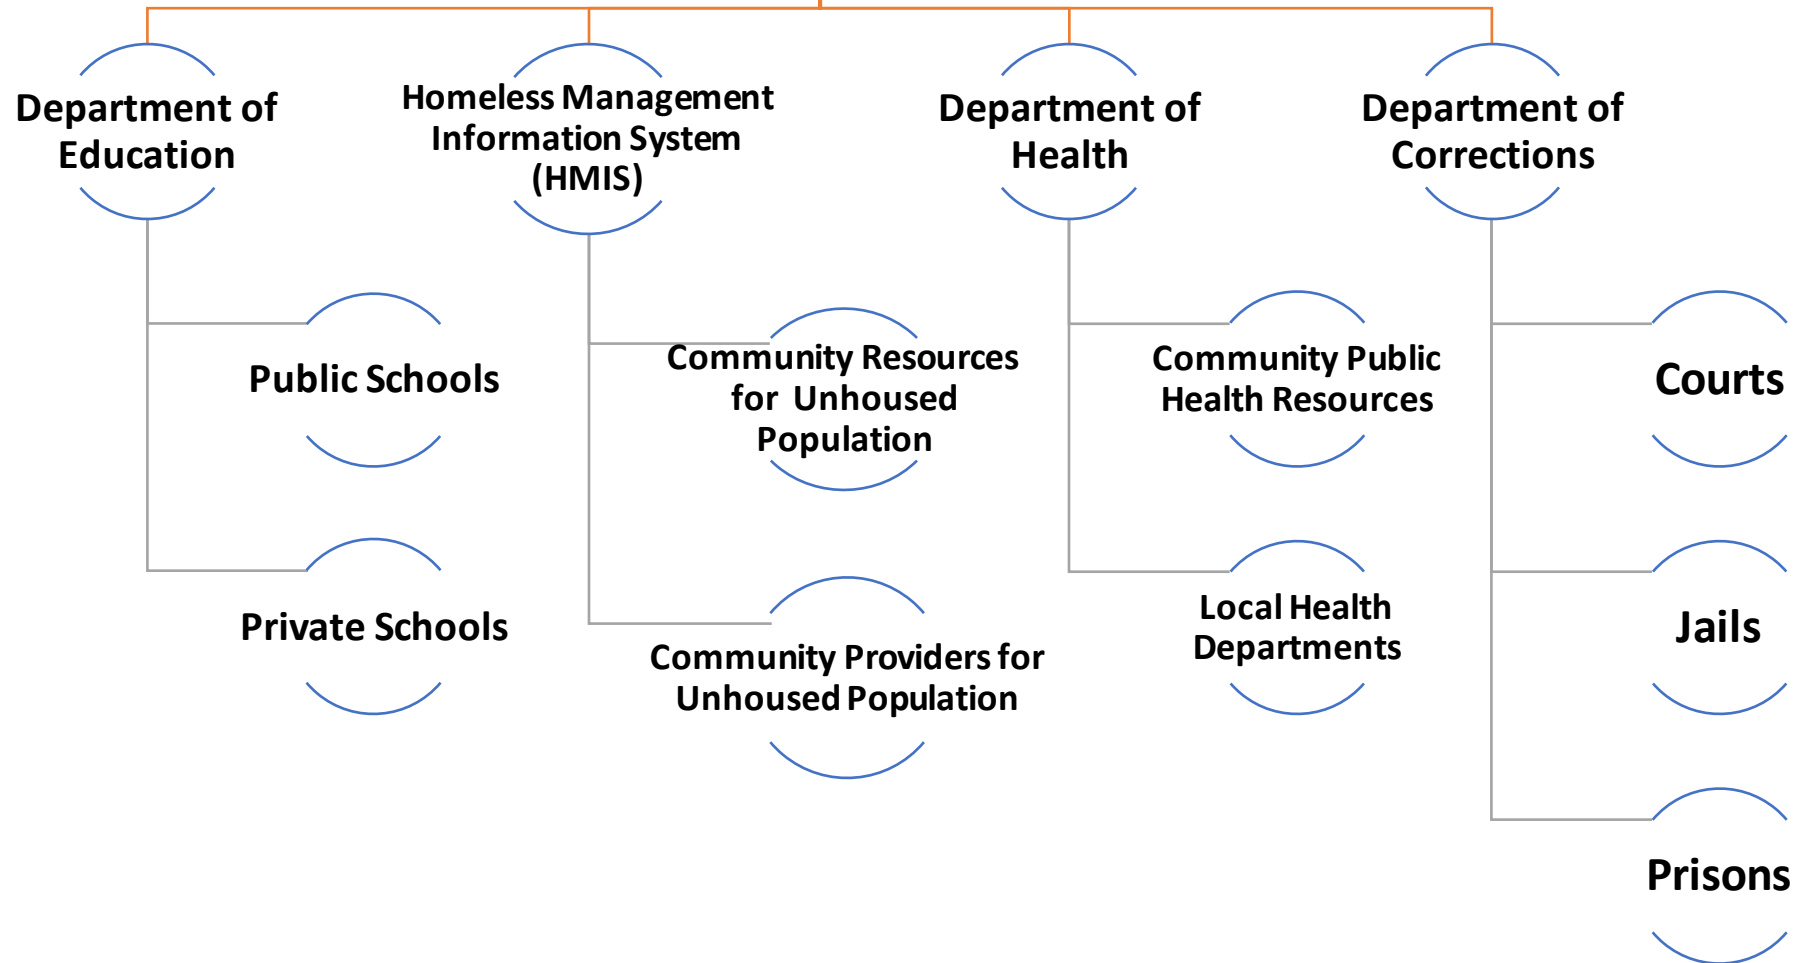 Department of
Education
Homeless Management
Information System
(HMIS)
Department of
Health
Department of
Corrections
Public Schools
Private Schools
Community Resources
for Unhoused
Population
Community Providers for
Unhoused Population
Community Public
Health Resources
Local Health
Departments
Courts
Jails
Prisons